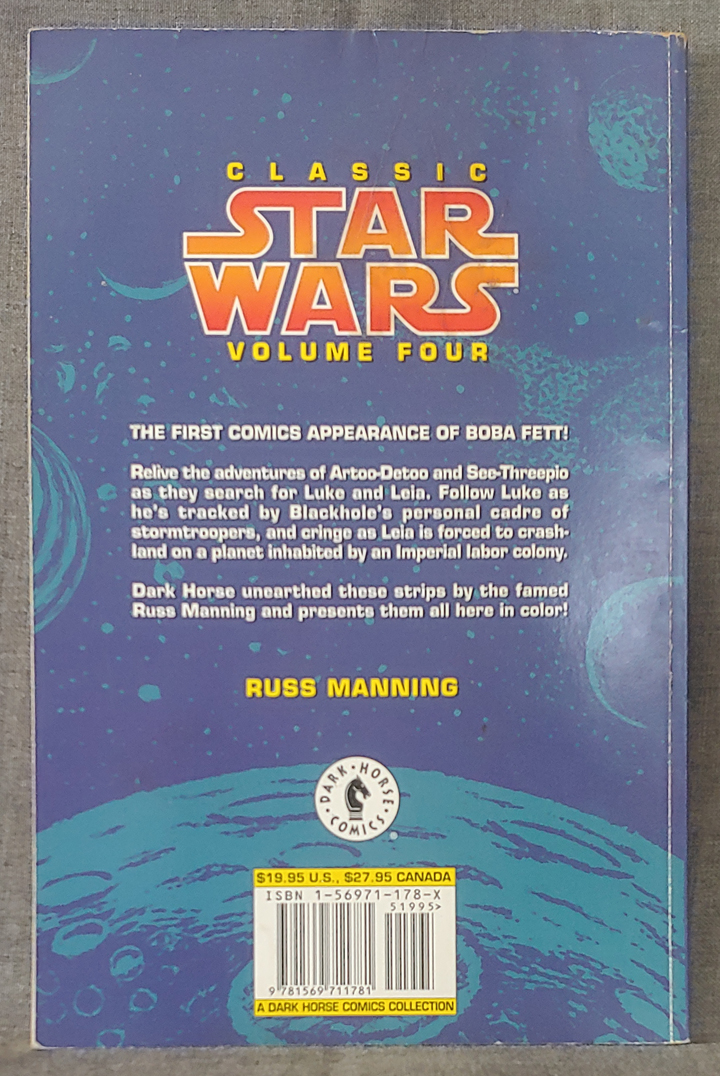 CLASSIC
STAR
WARS
VOLUME FOUR
THE FIRST COMICS APPEARANCE OF BOBA FETT!
Relive the adventures of Artoo-Detoo and See-Threepio
as they search for Luke and Leia. Follow Luke as
he's tracked by Blackhole's personal cadre of
stormtroopers, and cringe as Leia is forced to crash-
land on a planet inhabited by an Imperial labor colony.
Dark Horse unearthed these strips by the famed
Russ Manning and presents them all here in color!
RUSS MANNING
DARK • HORSE • COMICS •
$19.95 U.S., $27.95 CANADA
ISBN 1-56971-178-X
51995>
9 781569 711781
A DARK HORSE COMICS COLLECTION